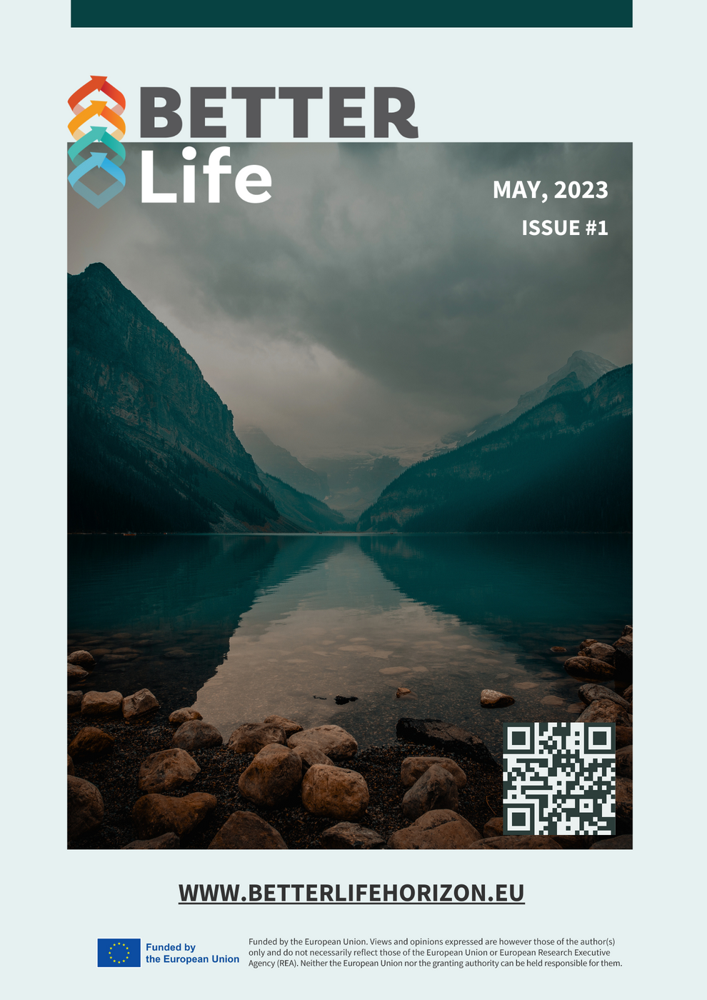 BETTER
Life
MAY, 2023
ISSUE #1
WWW.BETTERLIFEHORIZON.EU
Funded by
the European Union
Funded by the European Union. Views and opinions expressed are however those of the author(s)
only and do not necessarily reflect those of the European Union or European Research Executive
Agency (REA). Neither the European Union nor the granting authority can be held responsible for them.